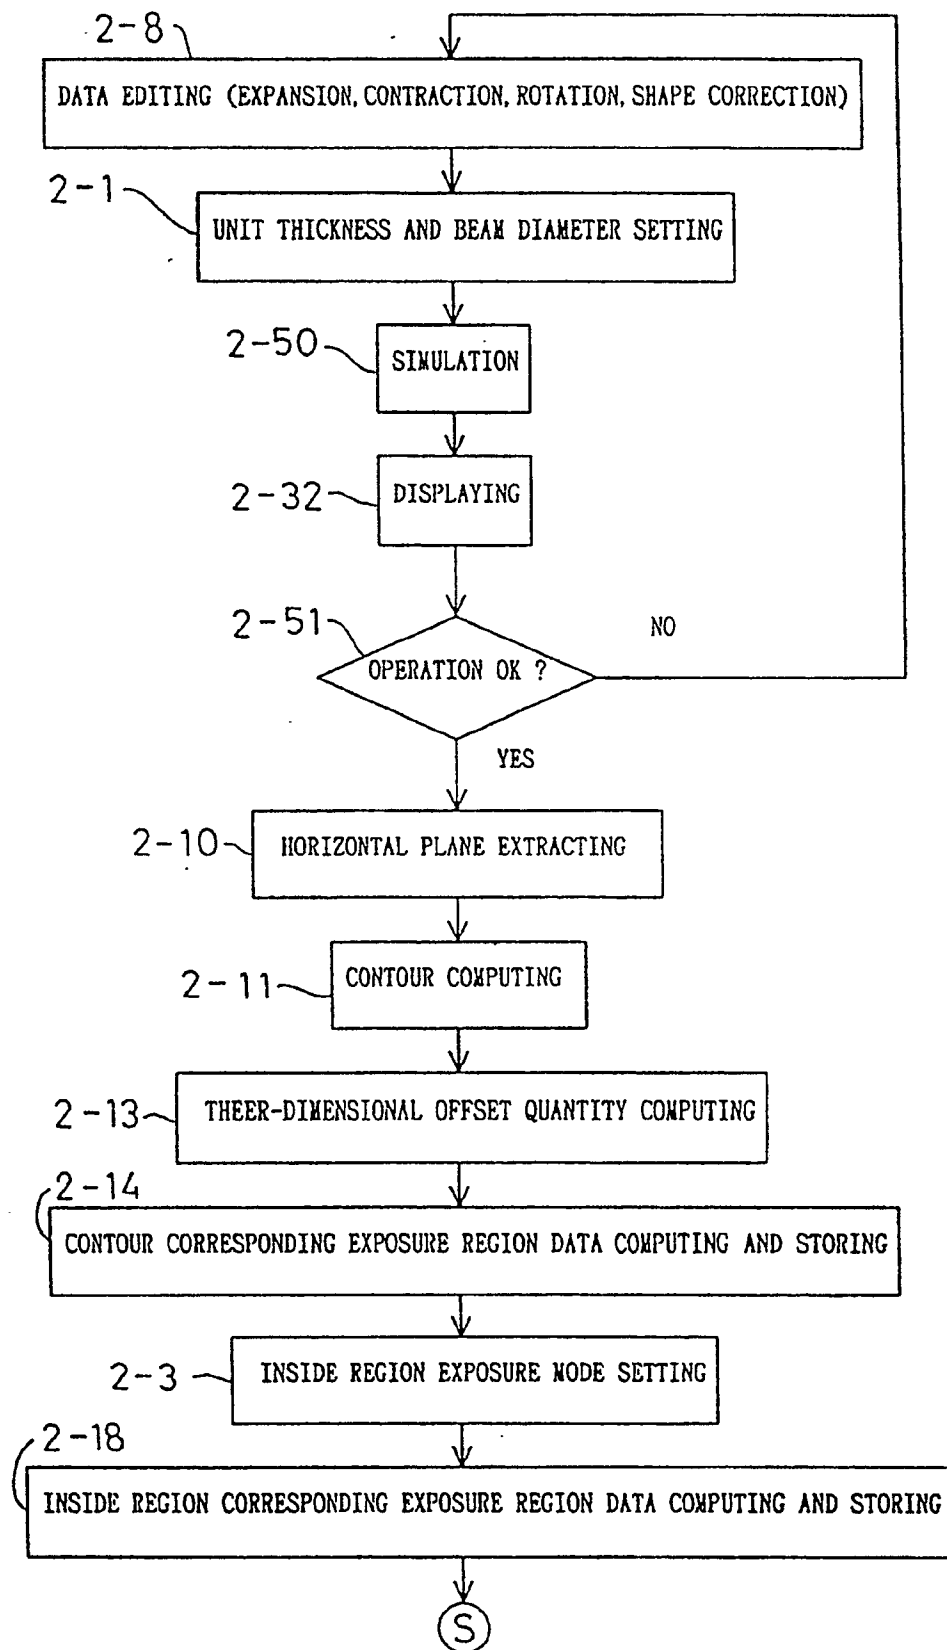 2-8
DATA EDITING (EXPANSION, CONTRACTION, ROTATION, SHAPE CORRECTION)
2-1
UNIT THICKNESS AND BEAM DIAMETER SETTING
2-50
SIMULATION
2-32
DISPLAYING
2-51
OPERATION OK ?
NO
YES
2-10
HORIZONTAL PLANE EXTRACTING
2-11
CONTOUR COMPUTING
2-13
THEER-DIMENSIONAL OFFSET QUANTITY COMPUTING
2-14
CONTOUR CORRESPONDING EXPOSURE REGION DATA COMPUTING AND STORING
2-3
INSIDE REGION EXPOSURE MODE SETTING
2-18
INSIDE REGION CORRESPONDING EXPOSURE REGION DATA COMPUTING AND STORING
S